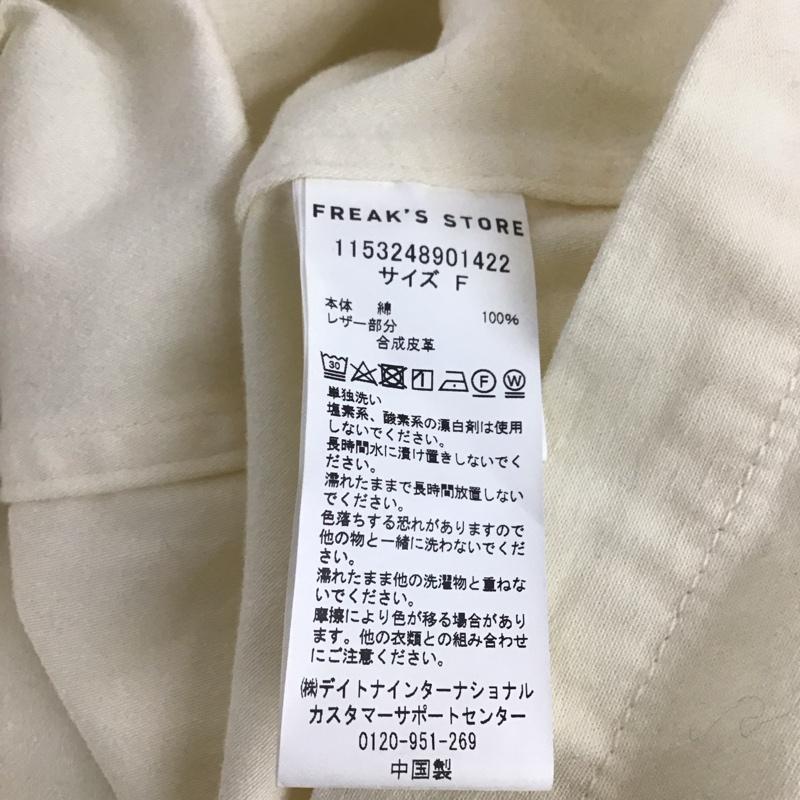 FREAK'S STORE
1153248901422
サイズ F
本体 綿 100%
レザー部分
合成皮革
30 F W
単独洗い
塩素系、酸素系の漂白剤は使用
しないでください。
長時間水に漬け置きしないでく
ださい。
濡れたままで長時間放置しない
でください。
色落ちする恐れがありますので
他の物と一緒に洗わないでくだ
さい。
濡れたまま他の洗濯物と重ねな
いでください。
摩擦により色が移る場合があり
ます。他の衣類との組み合わせ
にご注意ください。
㈱デイトナインターナショナル
カスタマーサポートセンター
0120-951-269
中国製